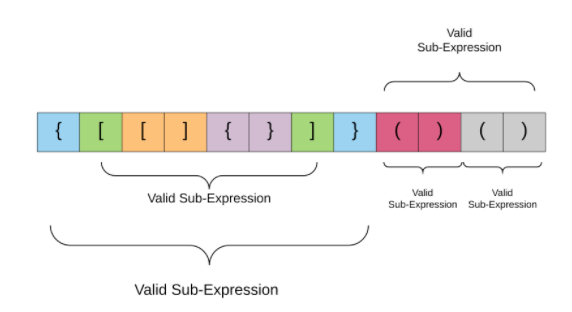 Valid
Sub-Expression
{ [ [ ] { } ] } ( ) ( )
Valid Sub-Expression
Valid
Sub-Expression
Valid
Sub-Expression
Valid Sub-Expression